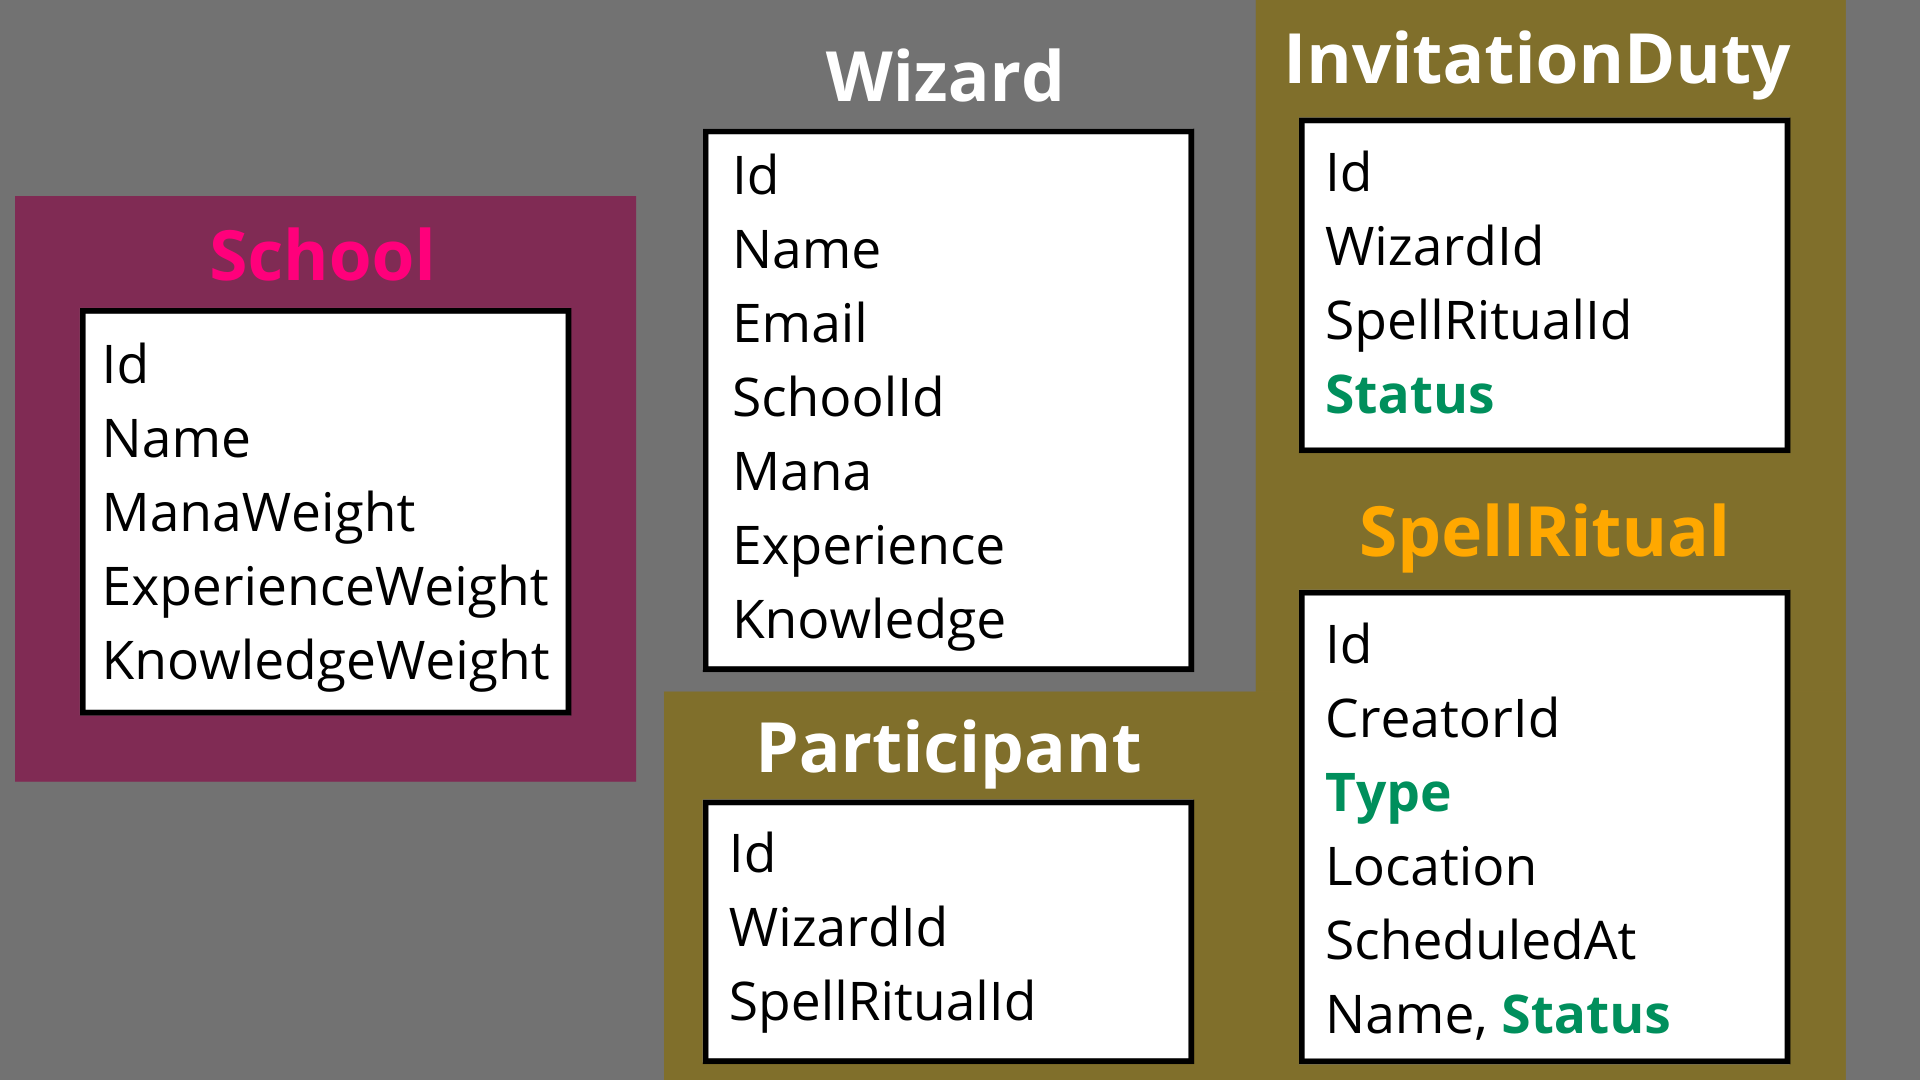 School
Id
Name
ManaWeight
ExperienceWeight
KnowledgeWeight
Wizard
Id
Name
Email
SchoolId
Mana
Experience
Knowledge
Participant
Id
WizardId
SpellRitualId
InvitationDuty
Id
WizardId
SpellRitualId
Status
SpellRitual
Id
CreatorId
Type
Location
ScheduledAt
Name, Status